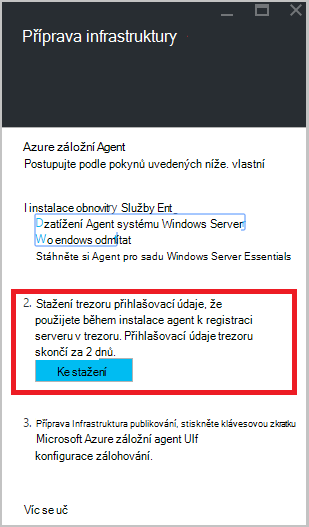 Příprava infrastruktury
Azure záložní Agent
Postupujte podle pokynů uvedených níže. vlastní
I instalace obnovitry Služby Ent_
Dzatížení Agent systému Windows Server
Wo endows odmítat
Stáhněte si Agent pro sadu Windows Server Essentials
2. Stažení trezoru přihlašovací údaje, že
použijete během instalace agent k registraci
serveru v trezoru. Přihlašovací údaje trezoru
skončí za 2 dnů.
Ke stažení
3. Příprava Infrastruktura publikování, stiskněte klávesovou zkratku
Microsoft Azure záložní agent UIf
konfigurace zálohování.
Víc se uč